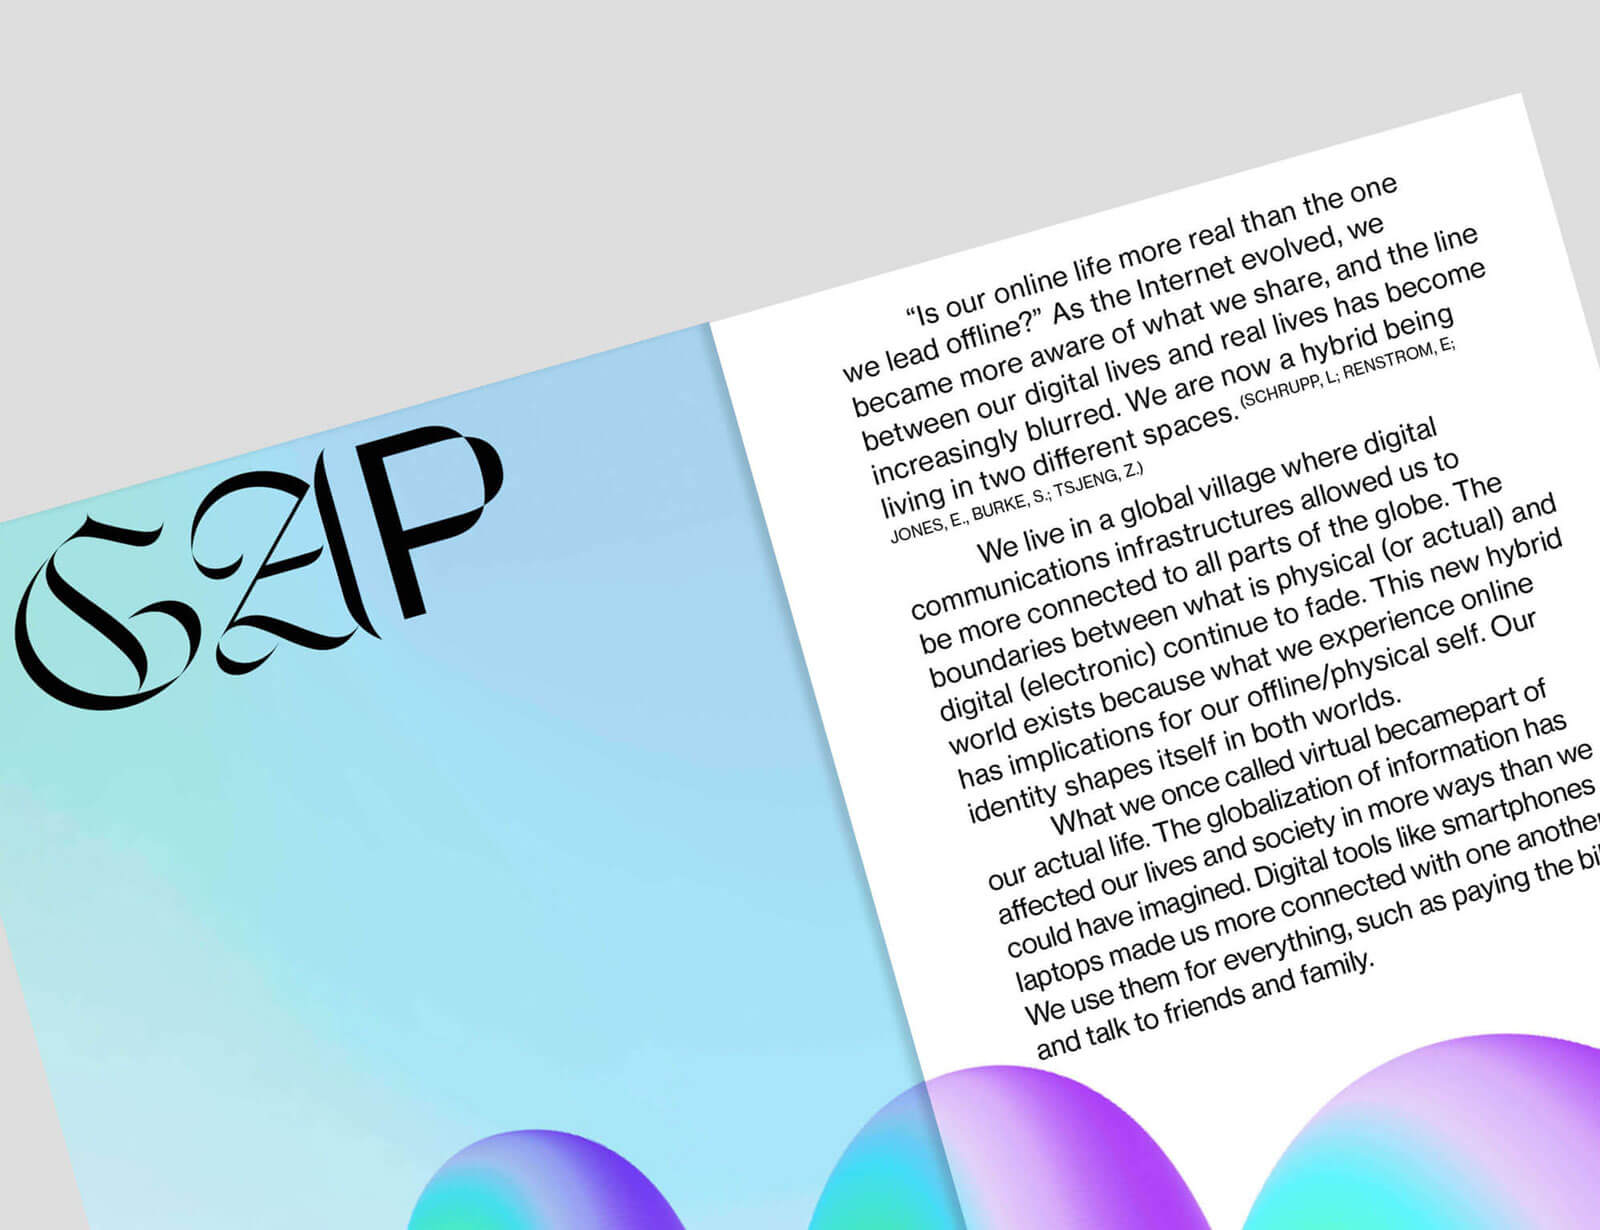 GAP
“Is our online life more real than the one
we lead offline?” As the Internet evolved, we
became more aware of what we share, and the line
between our digital lives and real lives has become
increasingly blurred. We are now a hybrid being
living in two different spaces. (SCHRUPP, L; RENSTROM, E;
JONES, E., BURKE, S.; TSJENG, Z.)
We live in a global village where digital
communications infrastructures allowed us to
be more connected to all parts of the globe. The
boundaries between what is physical (or actual) and
digital (electronic) continue to fade. This new hybrid
world exists because what we experience online
has implications for our offline/physical self. Our
identity shapes itself in both worlds.
What we once called virtual becamepart of
our actual life. The globalization of information has
affected our lives and society in more ways than we
could have imagined. Digital tools like smartphones
laptops made us more connected with one another
We use them for everything, such as paying the bi
and talk to friends and family.